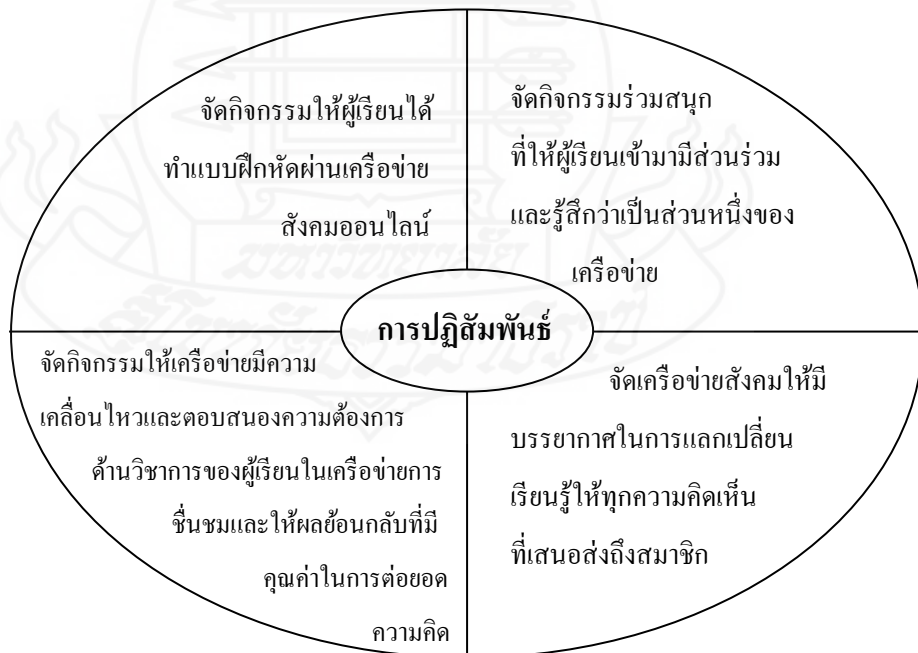 จัดกิจกรรมให้ผู้เรียนได้
ทำแบบฝึกหัดผ่านเครือข่าย
สังคมออนไลน์
จัดกิจกรรมร่วมสนุก
ที่ให้ผู้เรียนเข้ามามีส่วนร่วม
และรู้สึกว่าเป็นส่วนหนึ่งของ
เครือข่าย
การปฏิสัมพันธ์
จัดกิจกรรมให้เครือข่ายมีความ
เคลื่อนไหวและตอบสนองความต้องการ
ด้านวิชาการของผู้เรียนในเครือข่ายการ
ชื่นชมและให้ผลย้อนกลับที่มี
คุณค่าในการต่อยอด
ความคิด
จัดเครือข่ายสังคมให้มี
บรรยากาศในการแลกเปลี่ยน
เรียนรู้ให้ทุกความคิดเห็น
ที่เสนอส่งถึงสมาชิก